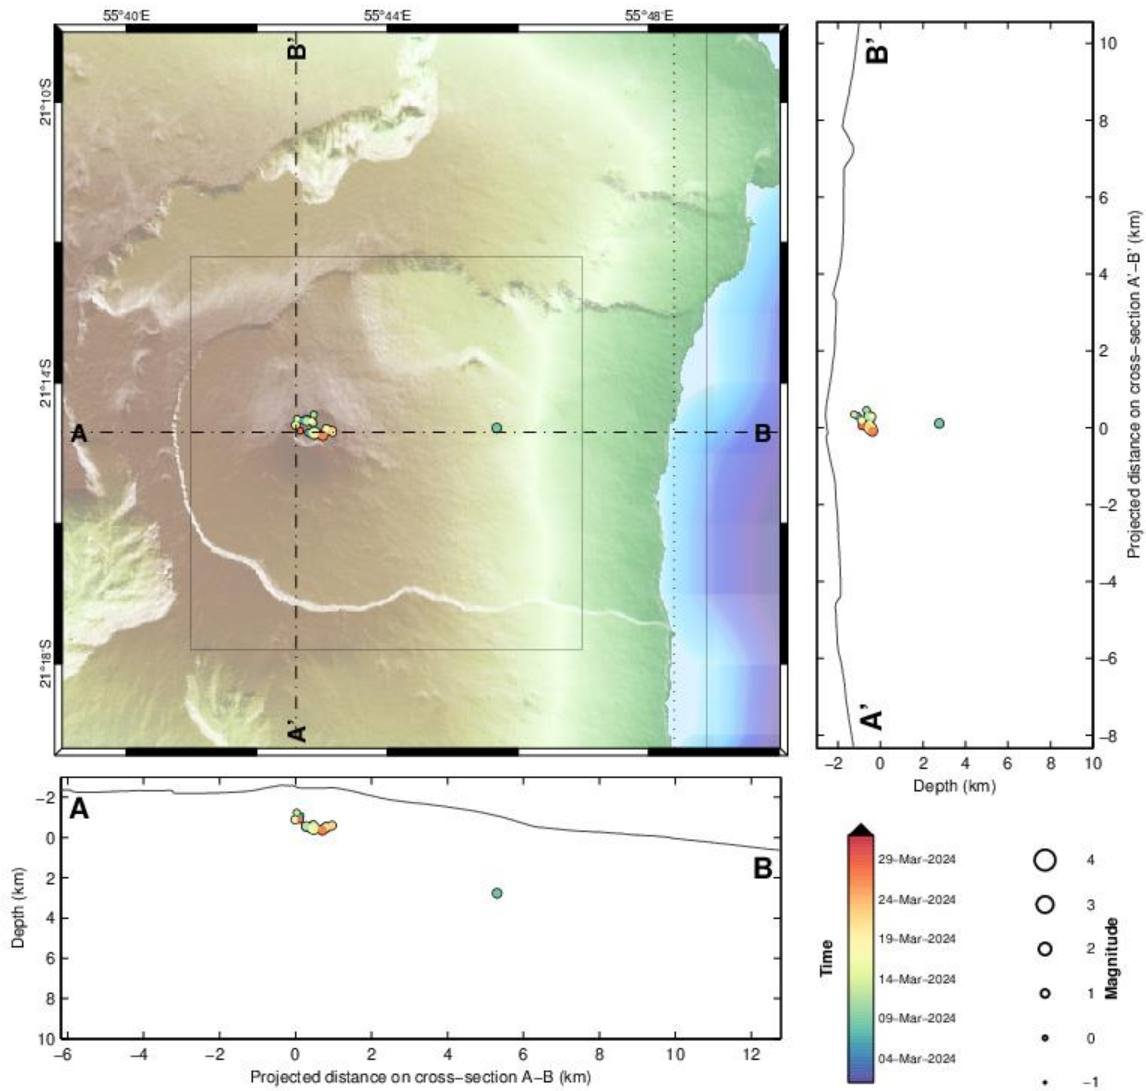 55°40'E
55°44'E
55°48'E
21°10'S
21°14'S
21°18'S
B'
A
B
A'
B'
A'
10
8
6
4
2
0
−2
−4
−6
−8
Projected distance on cross−section A'−B' (km)
−2 0 2 4 6 8 10
Depth (km)
A
B
−2
0
2
4
6
8
10
Depth (km)
−6 −4 −2 0 2 4 6 8 10 12
Projected distance on cross−section A−B (km)
Time
29−Mar−2024
24−Mar−2024
19−Mar−2024
14−Mar−2024
09−Mar−2024
04−Mar−2024
4
3
2
1
0
−1
Magnitude